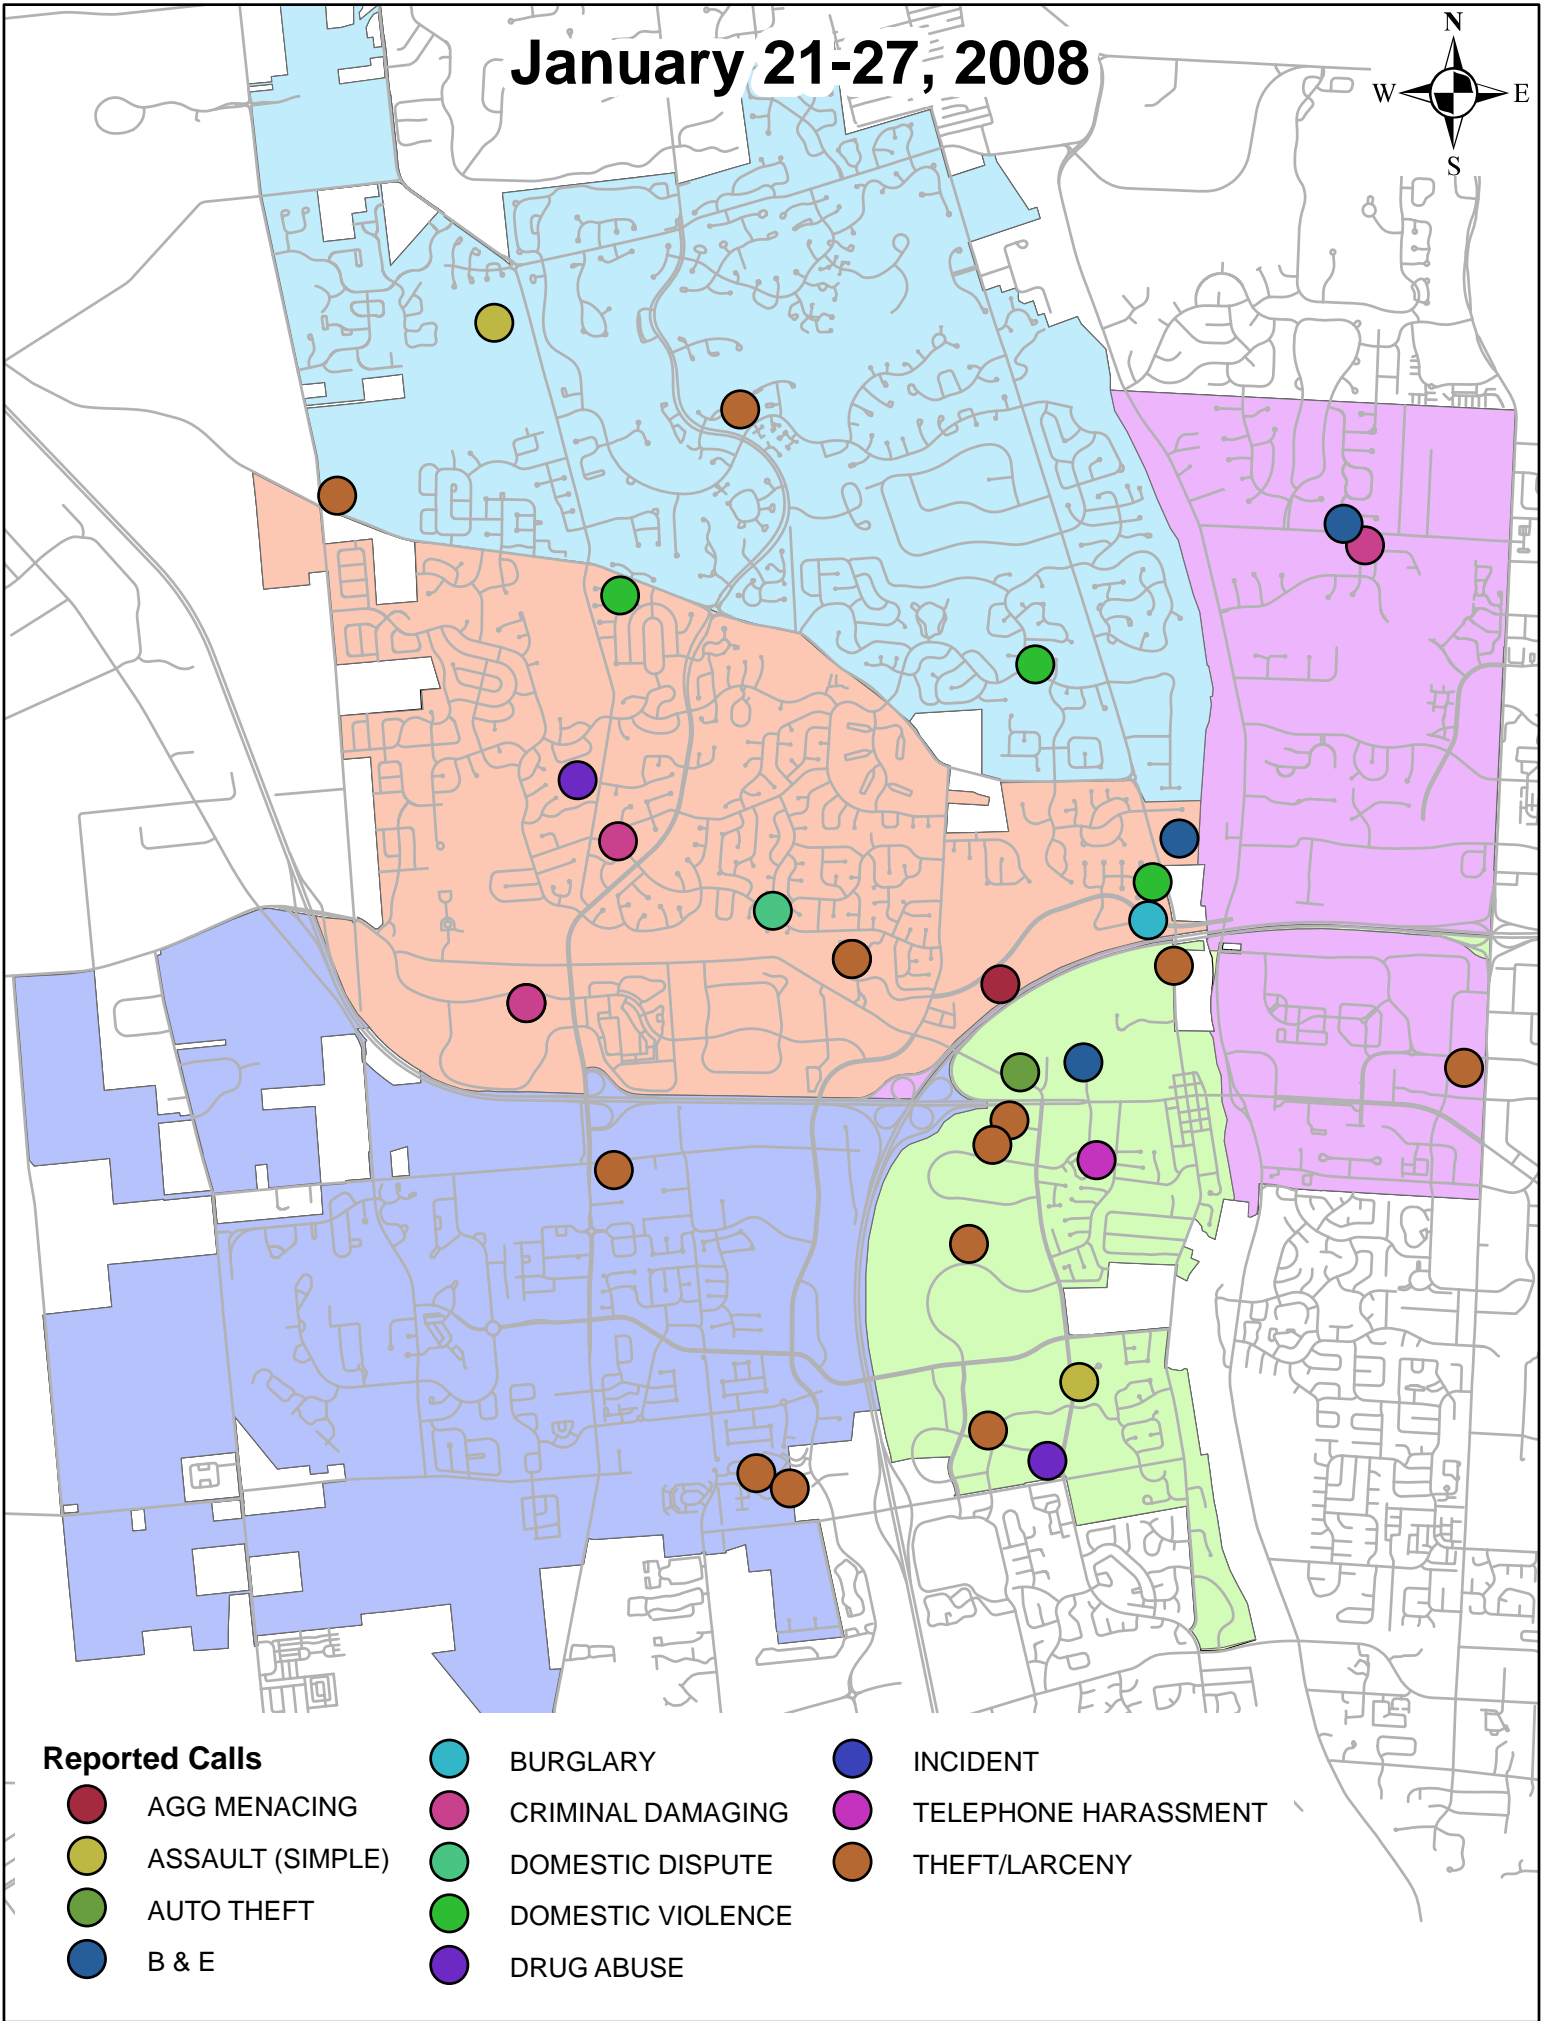 January 21-27, 2008
N
W
E
S
Reported Calls
AGG MENACING
ASSAULT (SIMPLE)
AUTO THEFT
B & E
BURGLARY
CRIMINAL DAMAGING
DOMESTIC DISPUTE
DOMESTIC VIOLENCE
DRUG ABUSE
INCIDENT
TELEPHONE HARASSMENT
THEFT/LARCENY